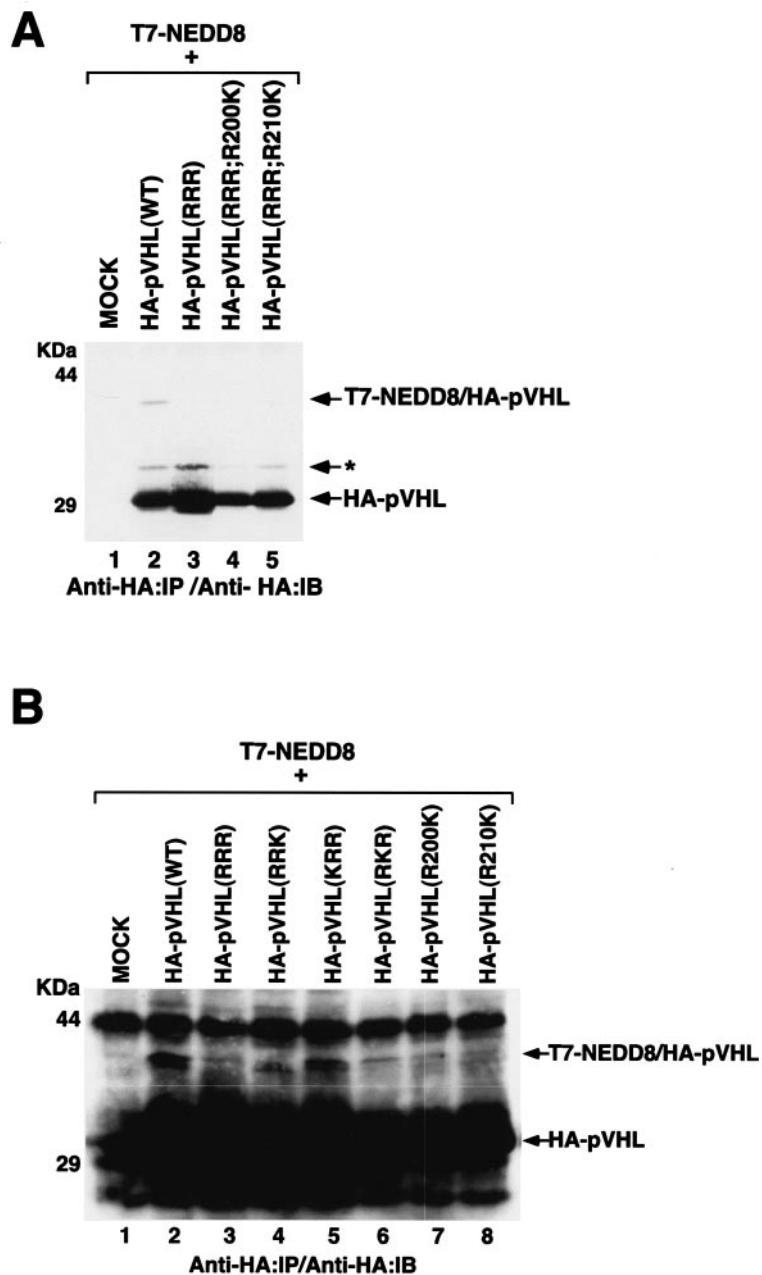 A
T7-NEDD8
+
MOCK
HA-pVHL(WT)
HA-pVHL(RRR)
HA-pVHL(RRR;R200K)
HA-pVHL(RRR;R210K)
KDa
44
T7-NEDD8/HA-pVHL
*
HA-pVHL
29
1 2 3 4 5
Anti-HA:IP /Anti- HA:IB
B
T7-NEDD8
+
MOCK
HA-pVHL(WT)
HA-pVHL(RRR)
HA-pVHL(RRK)
HA-pVHL(KRR)
HA-pVHL(RKR)
HA-pVHL(R200K)
HA-pVHL(R210K)
KDa
44
T7-NEDD8/HA-pVHL
HA-pVHL
29
1 2 3 4 5 6 7 8
Anti-HA:IP/Anti-HA:IB